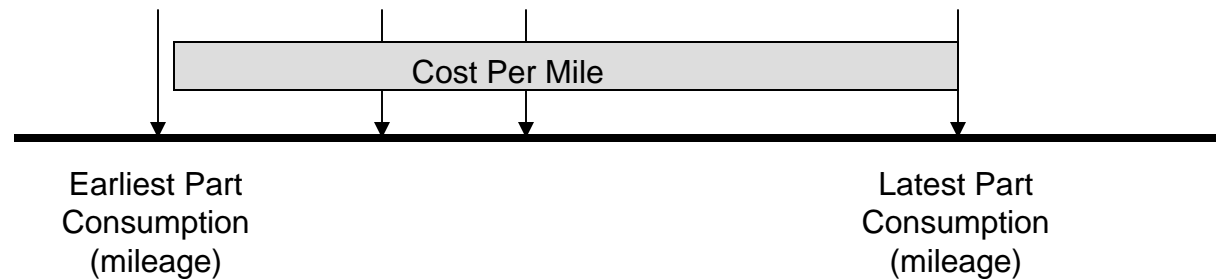 Cost Per Mile
Earliest Part
Consumption
(mileage)
Latest Part
Consumption
(mileage)